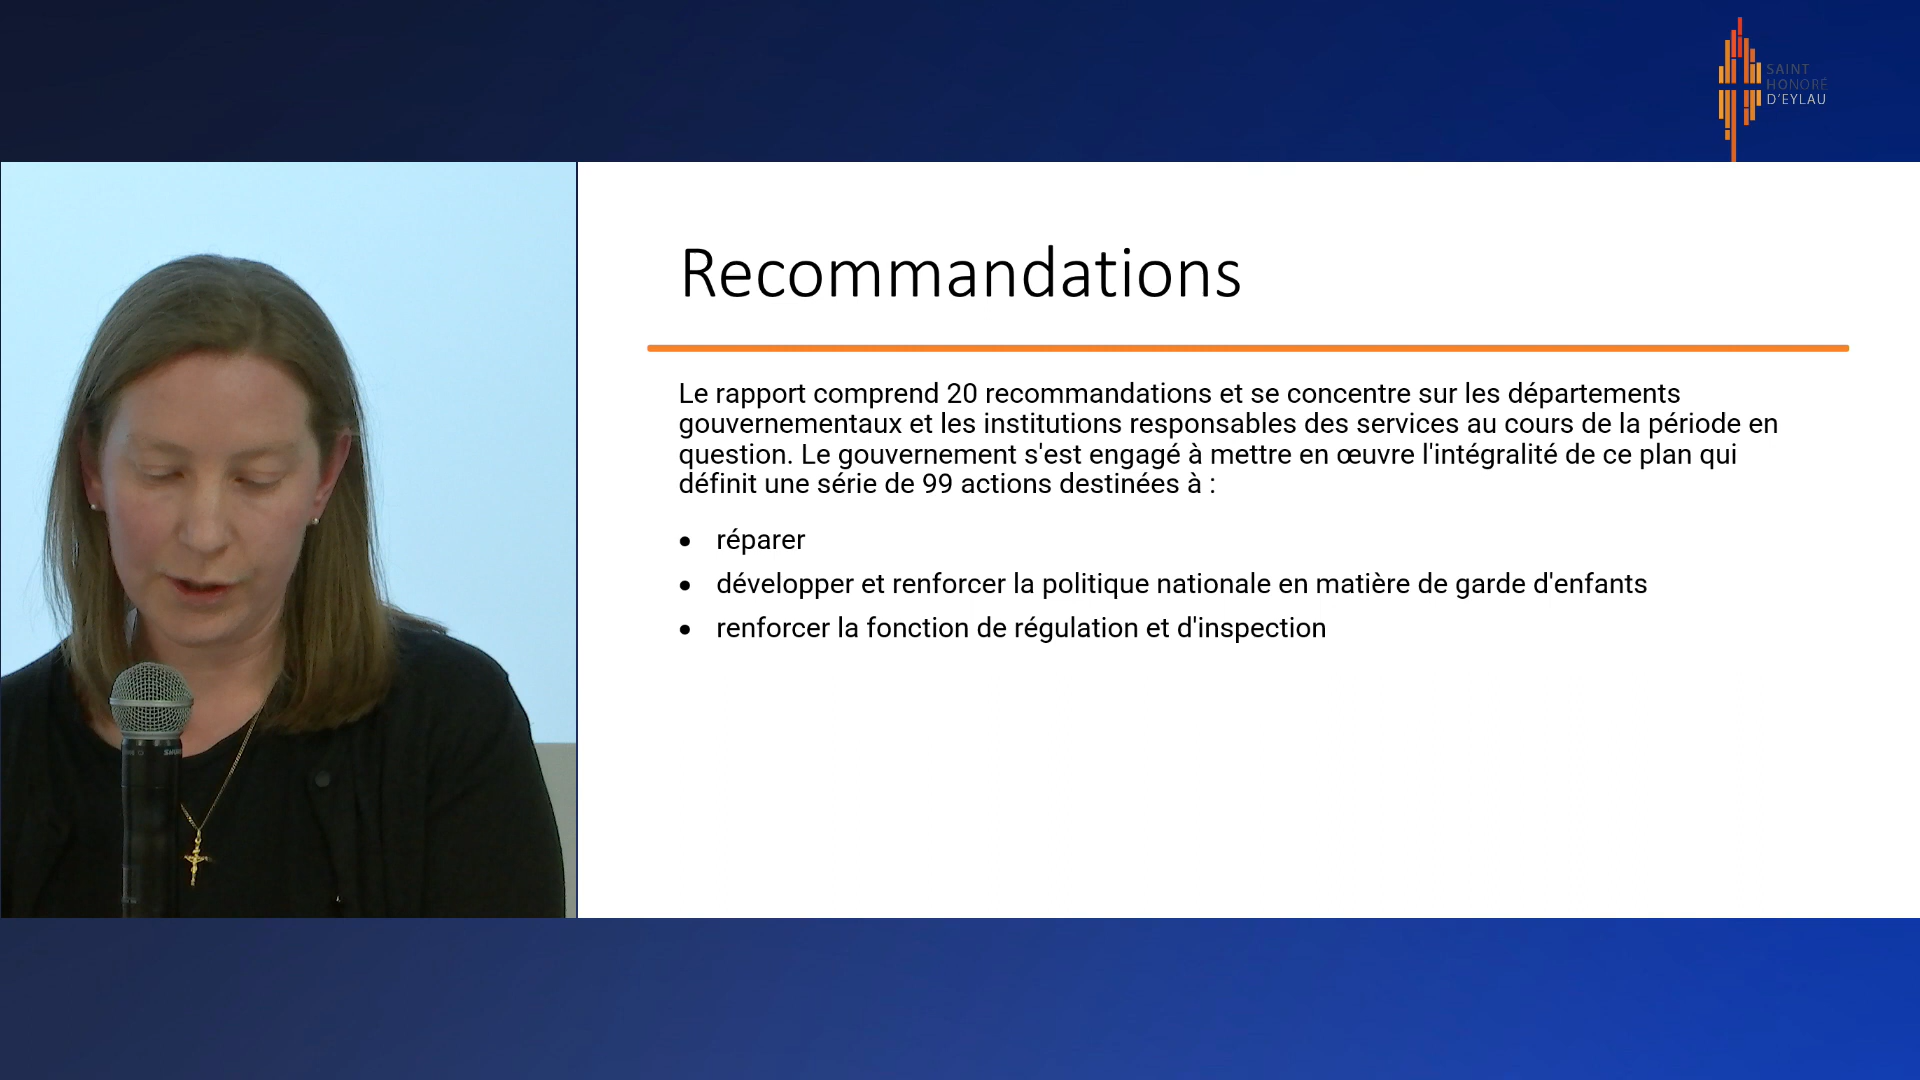 SAINT
HONORÉ
D'EYLAU
Recommandations
Le rapport comprend 20 recommandations et se concentre sur les départements
gouvernementaux et les institutions responsables des services au cours de la période en
question. Le gouvernement s'est engagé à mettre en œuvre l'intégralité de ce plan qui
définit une série de 99 actions destinées à :
• réparer
• développer et renforcer la politique nationale en matière de garde d'enfants
• renforcer la fonction de régulation et d'inspection